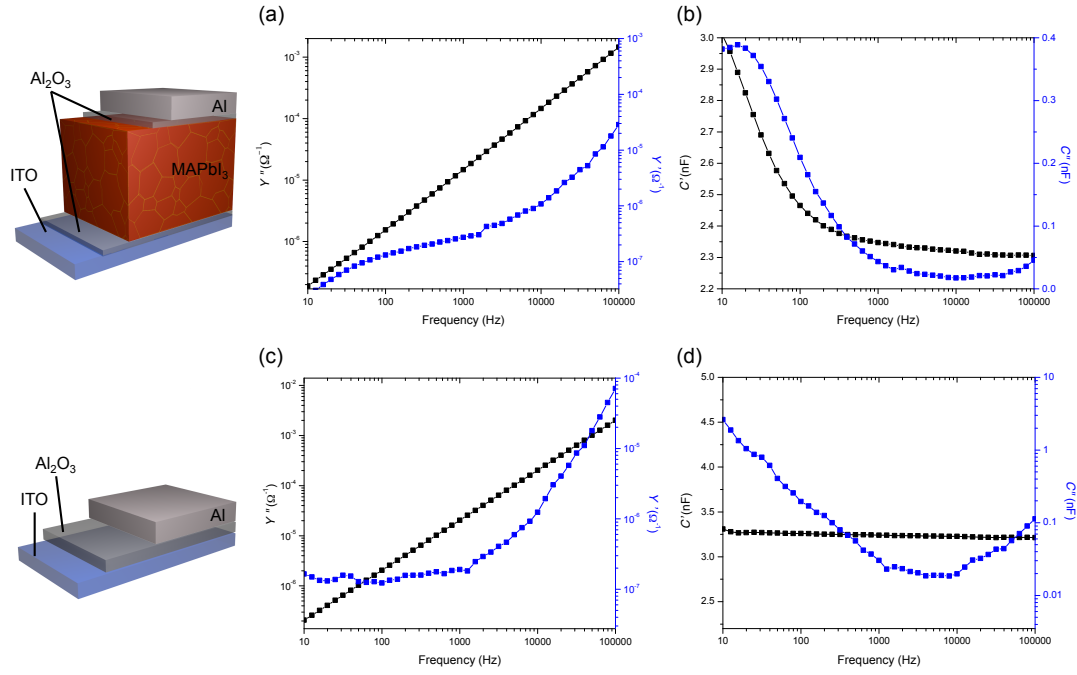 (a)
(b)
Al₂O₃
Al
MAPbI₃
ITO
10⁻³
10⁻⁴
10⁻⁵
10⁻⁶
Y '' (Ω⁻¹)
10⁻³
10⁻⁴
10⁻⁵
10⁻⁶
10⁻⁷
Y' (Ω⁻¹)
10 100 1000 10000 100000
Frequency (Hz)
3.0
2.9
2.8
2.7
2.6
2.5
2.4
2.3
2.2
C' (nF)
0.4
0.3
0.2
0.1
0.0
C'' (nF)
10 100 1000 10000 100000
Frequency (Hz)
(c)
(d)
Al₂O₃
ITO
Al
10⁻²
10⁻³
10⁻⁴
10⁻⁵
10⁻⁶
Y '' (Ω⁻¹)
10⁻⁴
10⁻⁵
10⁻⁶
10⁻⁷
Y' (Ω⁻¹)
10 100 1000 10000 100000
Frequency (Hz)
5.0
4.5
4.0
3.5
3.0
2.5
C' (nF)
10
1
0.1
0.01
C'' (nF)
10 100 1000 10000 100000
Frequency (Hz)